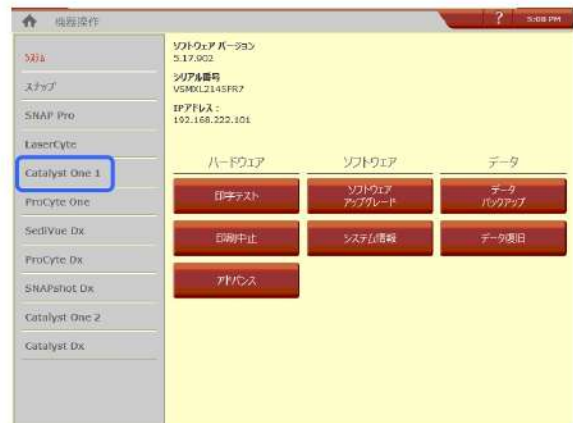 機器操作
? 5:08 PM
システム
スナップ
SNAP Pro
LaserCyte
Catalyst One 1
ProCyte One
SediVue Dx
ProCyte Dx
SNAPshot Dx
Catalyst One 2
Catalyst Dx
ソフトウェア バージョン
5.17.902
シリアル番号
VSMXL2145FR7
IPアドレス :
192.168.222.101
ハードウェア
ソフトウェア
データ
印字テスト
ソフトウェア
アップグレード
データ
バックアップ
印刷中止
システム情報
データ復旧
アドバンス